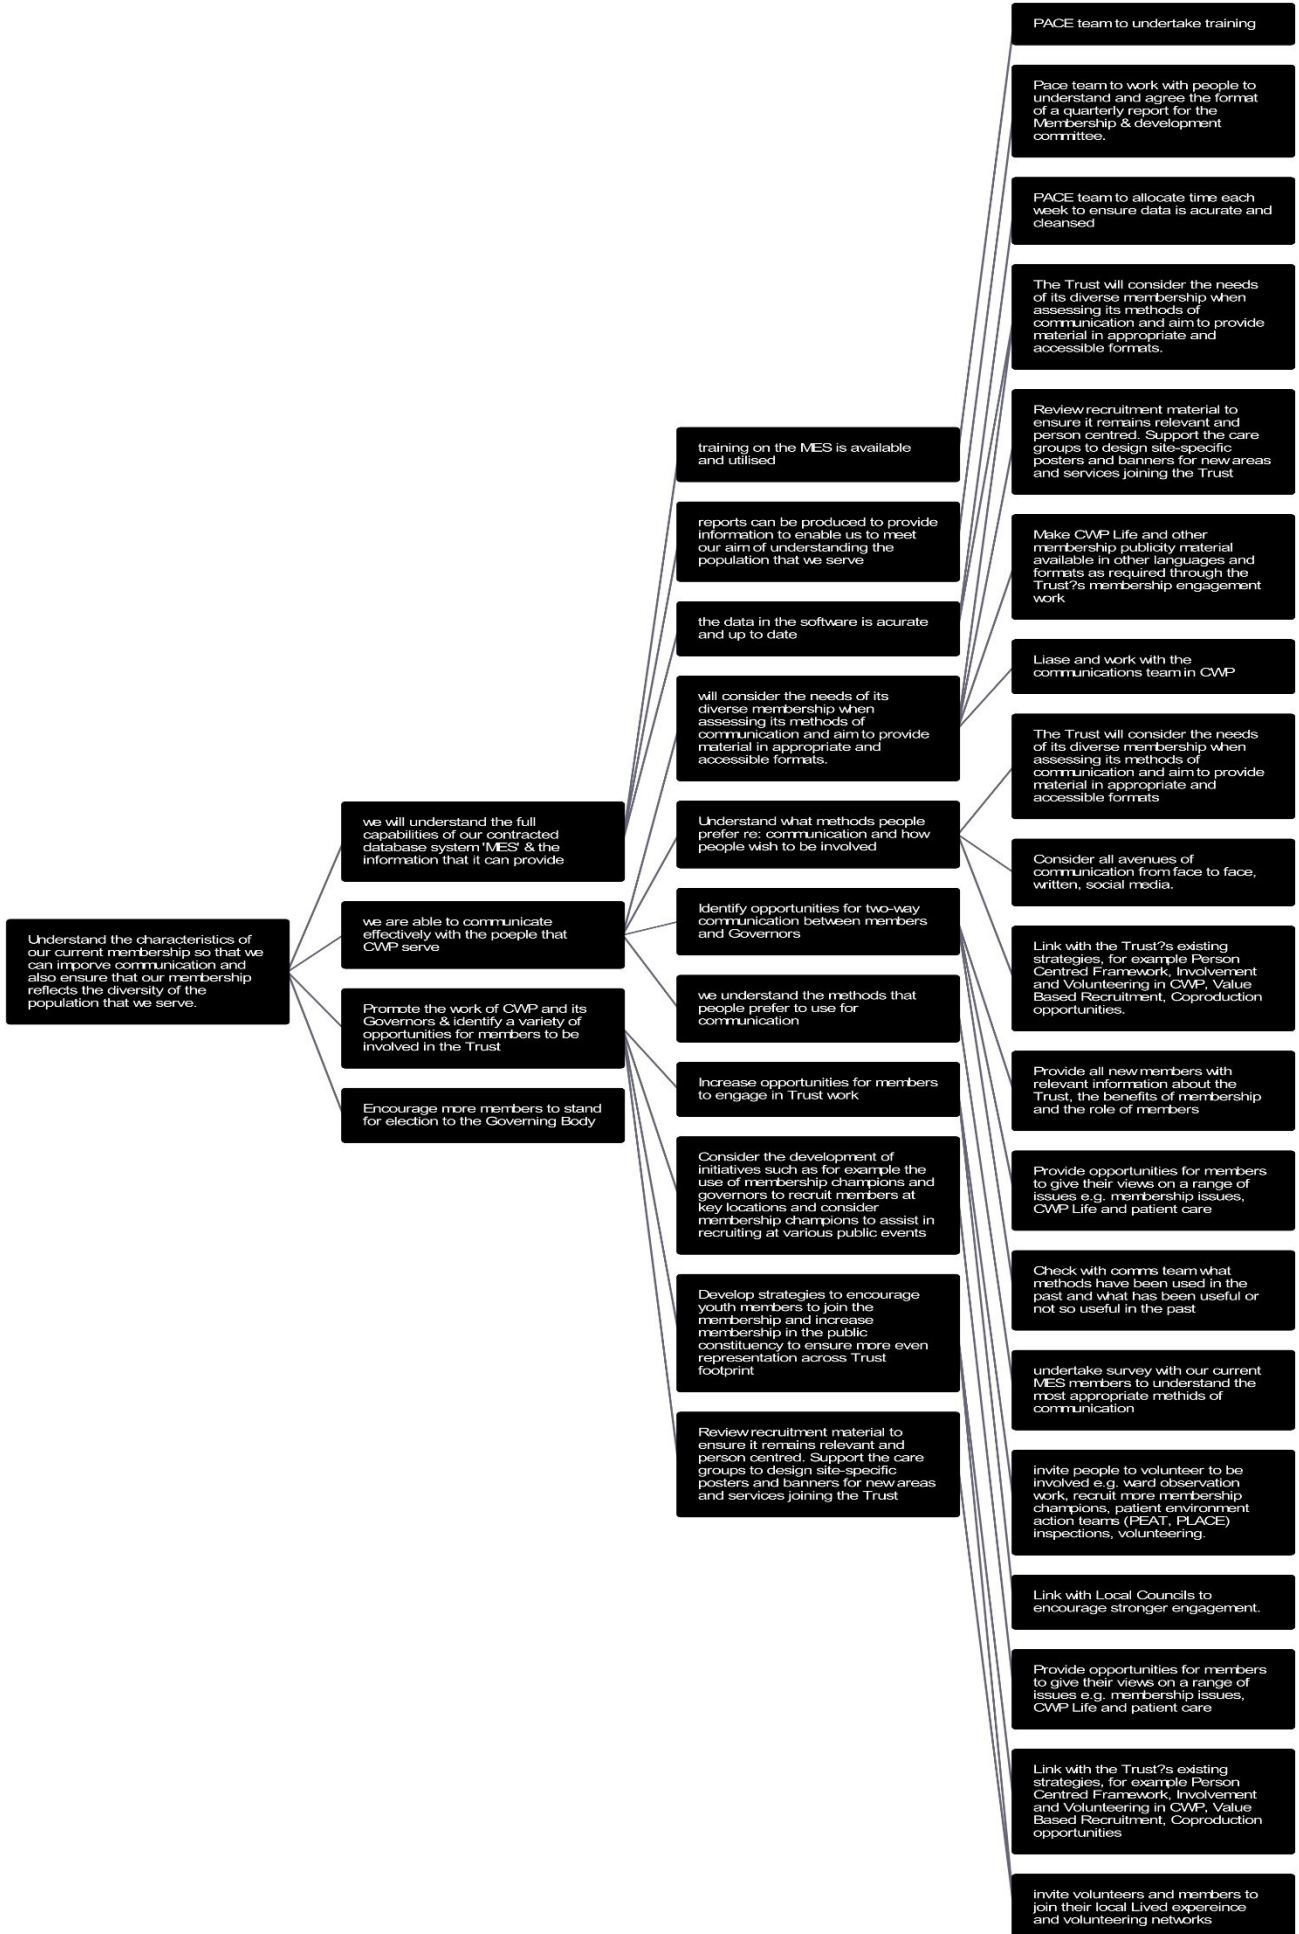 Understand the characteristics of
our current membership so that we
can imporve communication and
also ensure that our membership
reflects the diversity of the
population that we serve.
we will understand the full
capabilities of our contracted
database system 'MES' & the
information that it can provide
we are able to communicate
effectively with the poeple that
CWP serve
Promote the work of CWP and its
Governors & identify a variety of
opportunities for members to be
involved in the Trust
Encourage more members to stand
for election to the Governing Body
training on the MES is available
and utilised
reports can be produced to provide
information to enable us to meet
our aim of understanding the
population that we serve
the data in the software is acurate
and up to date
will consider the needs of its
diverse membership when
assessing its methods of
communication and aim to provide
material in appropriate and
accessible formats.
Understand what methods people
prefer re: communication and how
people wish to be involved
Identify opportunities for two-way
communication between members
and Governors
we understand the methods that
people prefer to use for
communication
Increase opportunities for members
to engage in Trust work
Consider the development of
initiatives such as for example the
use of membership champions and
governors to recruit members at
key locations and consider
membership champions to assist in
recruiting at various public events
Develop strategies to encourage
youth members to join the
membership and increase
membership in the public
constituency to ensure more even
representation across Trust
footprint
Review recruitment material to
ensure it remains relevant and
person centred. Support the care
groups to design site-specific
posters and banners for new areas
and services joining the Trust
PACE team to undertake training
Pace team to work with people to
understand and agree the format
of a quarterly report for the
Membership & development
committee.
PACE team to allocate time each
week to ensure data is acurate and
cleansed
The Trust will consider the needs
of its diverse membership when
assessing its methods of
communication and aim to provide
material in appropriate and
accessible formats.
Review recruitment material to
ensure it remains relevant and
person centred. Support the care
groups to design site-specific
posters and banners for new areas
and services joining the Trust
Make CWP Life and other
membership publicity material
available in other languages and
formats as required through the
Trust?s membership engagement
work
Liase and work with the
communications team in CWP
The Trust will consider the needs
of its diverse membership when
assessing its methods of
communication and aim to provide
material in appropriate and
accessible formats
Consider all avenues of
communication from face to face,
written, social media.
Link with the Trust?s existing
strategies, for example Person
Centred Framework, Involvement
and Volunteering in CWP, Value
Based Recruitment, Coproduction
opportunities.
Provide all new members with
relevant information about the
Trust, the benefits of membership
and the role of members
Provide opportunities for members
to give their views on a range of
issues e.g. membership issues,
CWP Life and patient care
Check with comms team what
methods have been used in the
past and what has been useful or
not so useful in the past
undertake survey with our current
MES members to understand the
most appropriate methids of
communication
invite people to volunteer to be
involved e.g. ward observation
work, recruit more membership
champions, patient environment
action teams (PEAT, PLACE)
inspections, volunteering.
Link with Local Councils to
encourage stronger engagement.
Provide opportunities for members
to give their views on a range of
issues e.g. membership issues,
CWP Life and patient care
Link with the Trust?s existing
strategies, for example Person
Centred Framework, Involvement
and Volunteering in CWP, Value
Based Recruitment, Coproduction
opportunities
invite volunteers and members to
join their local Lived expereince
and volunteering networks